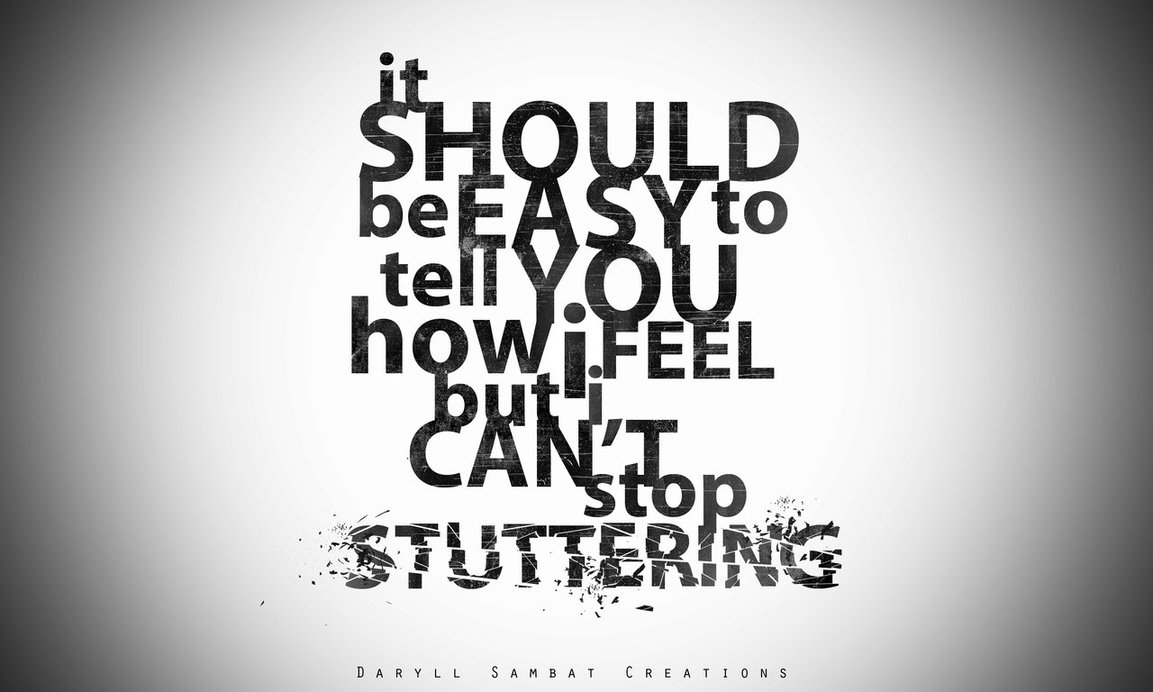 it
SHOULD
be EASY to
tell YOU
how i FEEL
but i
CAN'T
stop
STUTTERING
DARYLL SAMBAT CREATIONS